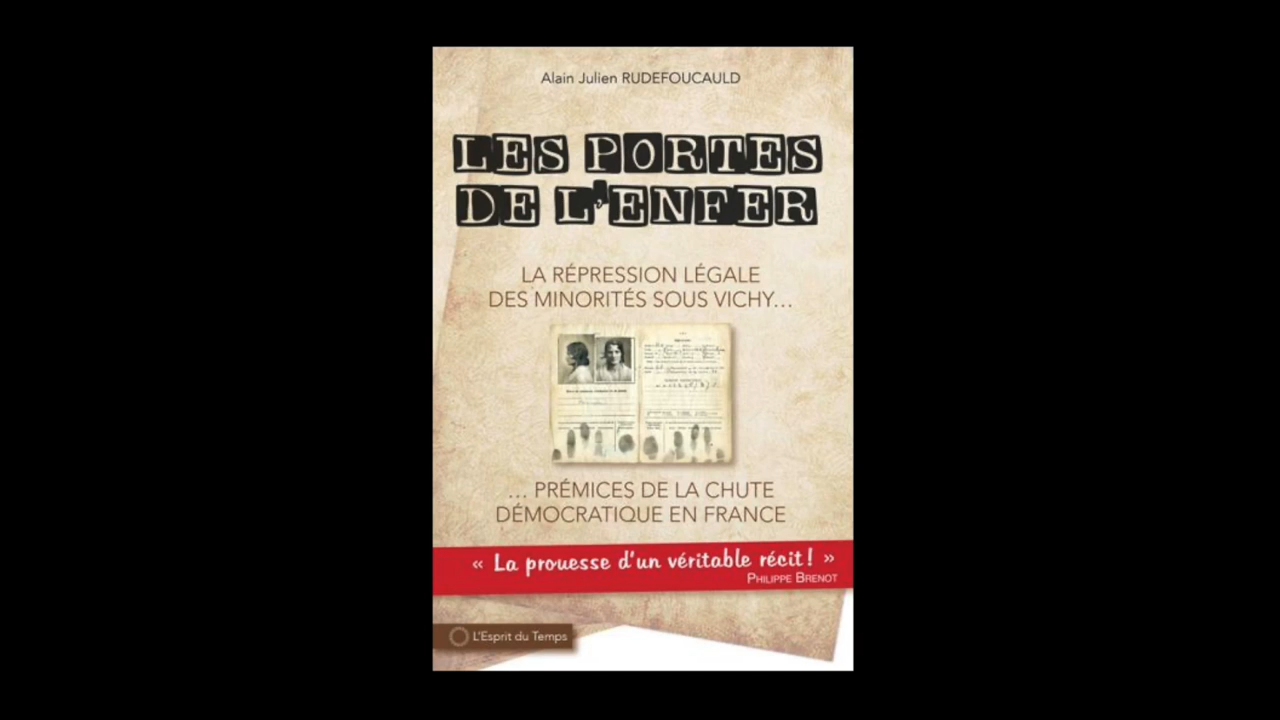 Alain Julien RUDEFOUCAULD
LES PORTES
DE L'ENFER
LA RÉPRESSION LÉGALE
DES MINORITÉS SOUS VICHY...
... PRÉMICES DE LA CHUTE
DÉMOCRATIQUE EN FRANCE
« La prouesse d'un véritable récit ! »
PHILIPPE BRENOT
L'Esprit du Temps